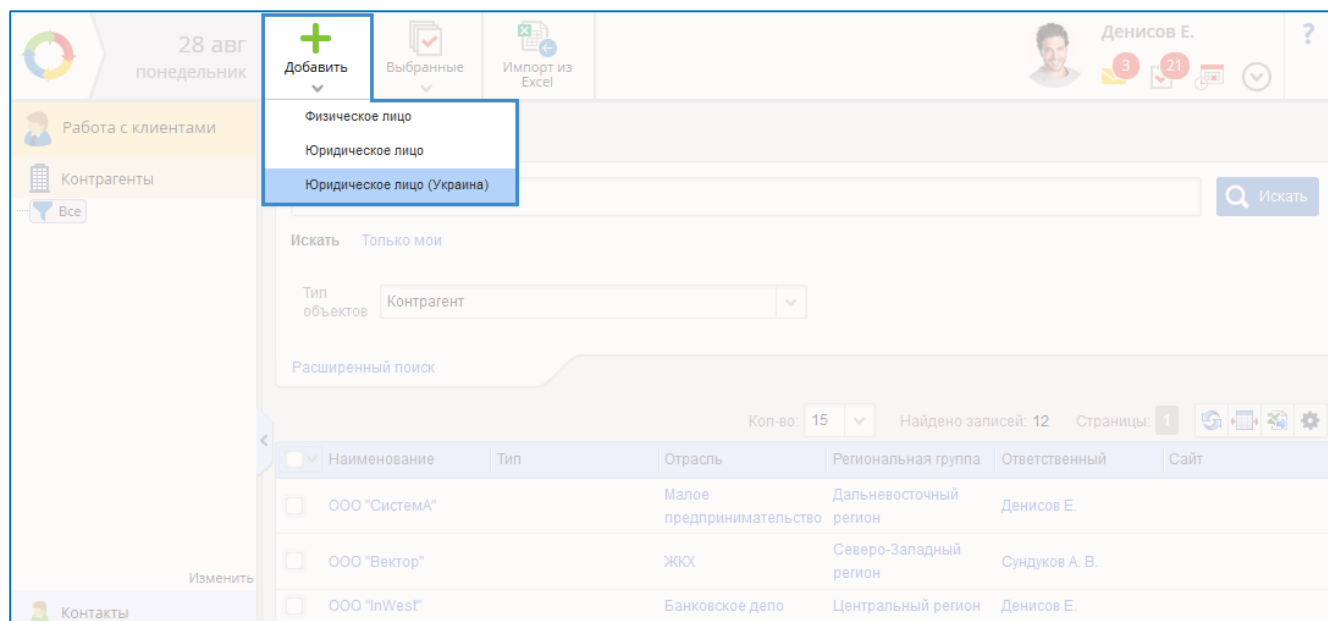 28 авг
понедельник
Добавить
Выбранные
Импорт из
Excel
Денисов Е.
3
21
?
Работа с клиентами
Контрагенты
Все
Физическое лицо
Юридическое лицо
Юридическое лицо (Украина)
Искать
Искать Только мои
Тип
объектов
Контрагент
Расширенный поиск
Кол-во: 15 Найдено записей: 12 Страницы: 1
Наименование Тип Отрасль Региональная группа Ответственный Сайт
ООО "СистемА" Малое предпринимательство Дальневосточный регион Денисов Е.
ООО "Вектор" ЖКХ Северо-Западный регион Сундуков А. В.
ООО "InWest" Банковское дело Центральный регион Денисов Е.
Изменить
Контакты